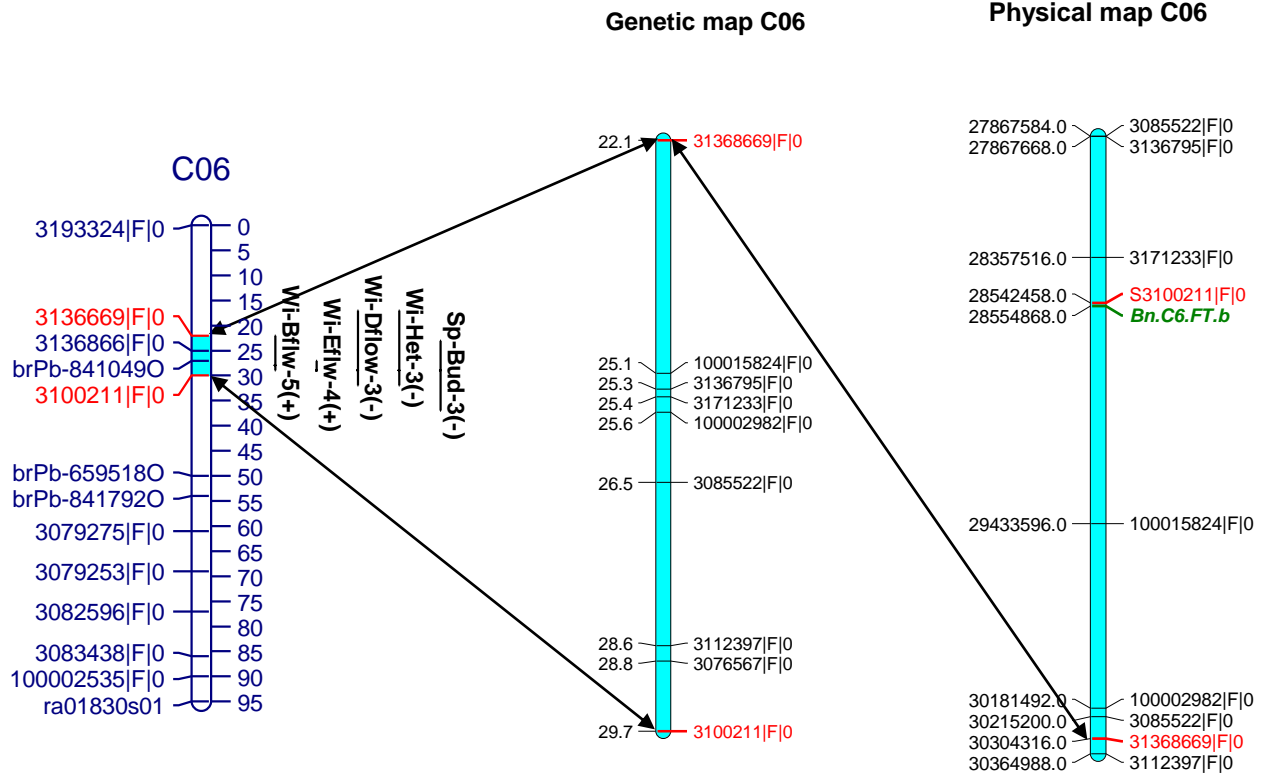 Genetic map C06
Physical map C06
C06
3193324|F|0
3136669|F|0
3136866|F|0
brPb-841049O
3100211|F|0
brPb-659518O
brPb-841792O
3079275|F|0
3079253|F|0
3082596|F|0
3083438|F|0
100002535|F|0
ra01830s01
0
5
10
15
20
25
30
35
40
45
50
55
60
65
70
75
80
85
90
95
Wi-Bflw-5(+)
Wi-Eflw-4(+)
Wi-Dflow-3(-)
Wi-Het-3(-)
Sp-Bud-3(-)
22.1 31368669|F|0
25.1 100015824|F|0
25.3 3136795|F|0
25.4 3171233|F|0
25.6 100002982|F|0
26.5 3085522|F|0
28.6 3112397|F|0
28.8 3076567|F|0
29.7 3100211|F|0
27867584.0 3085522|F|0
27867668.0 3136795|F|0
28357516.0 3171233|F|0
28542458.0 S3100211|F|0
28554868.0 Bn.C6.FT.b
29433596.0 100015824|F|0
30181492.0 100002982|F|0
30215200.0 3085522|F|0
30304316.0 31368669|F|0
30364988.0 3112397|F|0